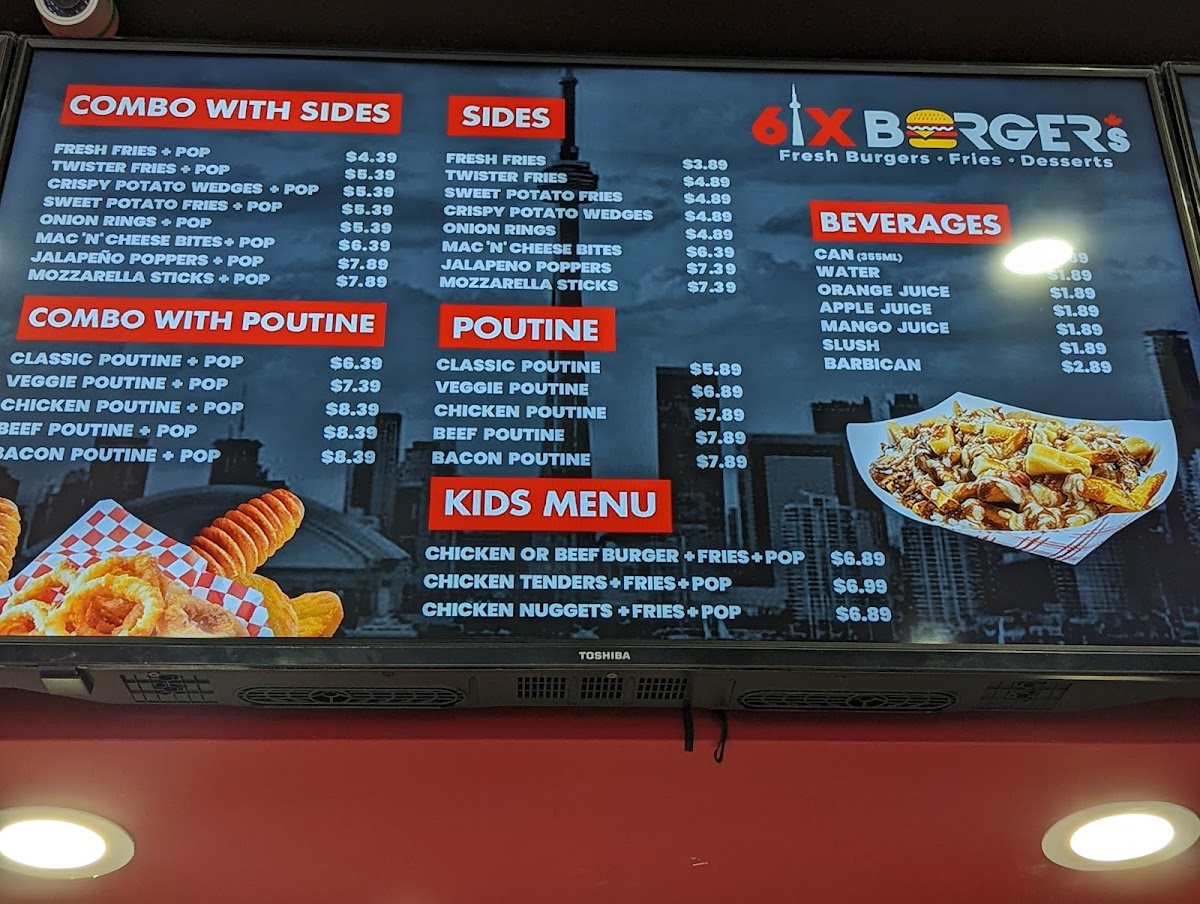 COMBO WITH SIDES
FRESH FRIES + POP $4.39
TWISTER FRIES + POP $5.39
CRISPY POTATO WEDGES + POP $5.39
SWEET POTATO FRIES + POP $5.39
ONION RINGS + POP $5.39
MAC 'N' CHEESE BITES + POP $6.39
JALAPEÑO POPPERS + POP $7.89
MOZZARELLA STICKS + POP $7.89
COMBO WITH POUTINE
CLASSIC POUTINE + POP $6.39
VEGGIE POUTINE + POP $7.39
CHICKEN POUTINE + POP $8.39
BEEF POUTINE + POP $8.39
BACON POUTINE + POP $8.39
SIDES
FRESH FRIES $3.89
TWISTER FRIES $4.89
SWEET POTATO FRIES $4.89
CRISPY POTATO WEDGES $4.89
ONION RINGS $4.89
MAC 'N' CHEESE BITES $6.39
JALAPENO POPPERS $7.39
MOZZARELLA STICKS $7.39
POUTINE
CLASSIC POUTINE $5.89
VEGGIE POUTINE $6.89
CHICKEN POUTINE $7.89
BEEF POUTINE $7.89
BACON POUTINE $7.89
KIDS MENU
CHICKEN OR BEEF BURGER + FRIES + POP $6.89
CHICKEN TENDERS + FRIES + POP $6.99
CHICKEN NUGGETS + FRIES + POP $6.89
6IX BORGERs
Fresh Burgers • Fries • Desserts
BEVERAGES
CAN (355ML)
WATER $1.89
ORANGE JUICE $1.89
APPLE JUICE $1.89
MANGO JUICE $1.89
SLUSH $1.89
BARBICAN $2.89
TOSHIBA